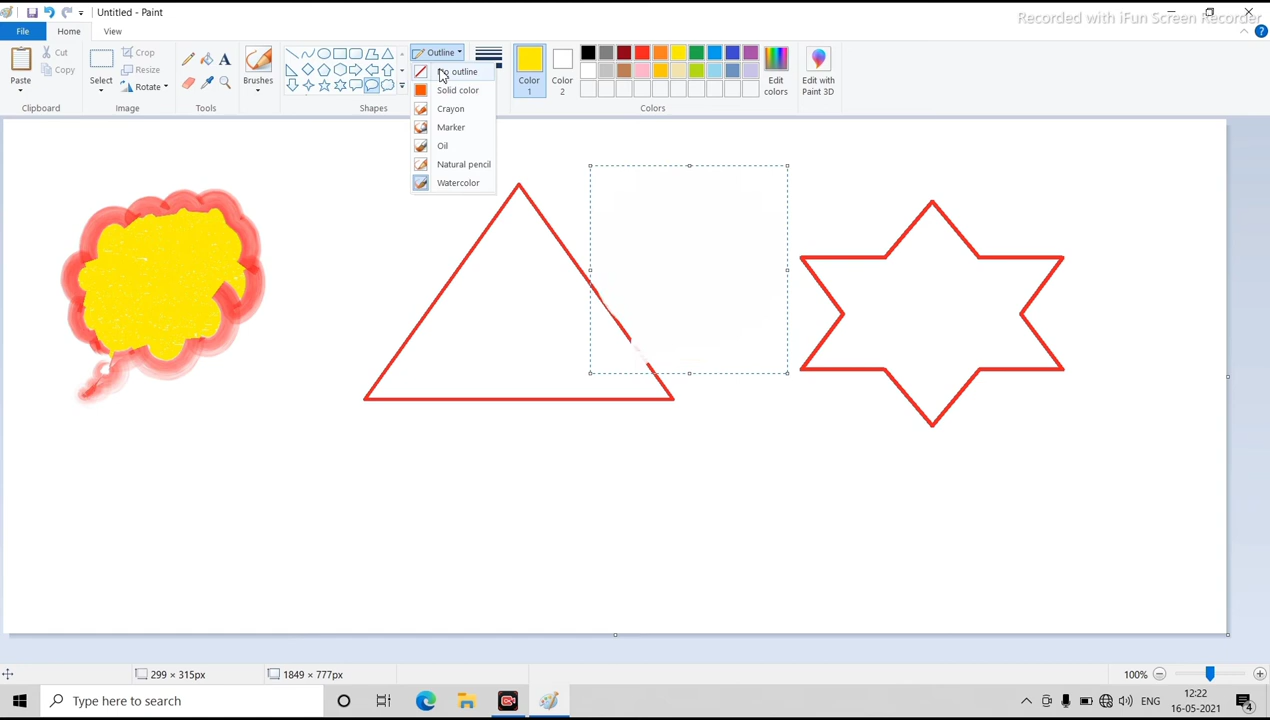 Untitled - Paint
Recorded with iFun Screen Recorder
File
Home
View
Paste
Cut
Copy
Clipboard
Select
Crop
Resize
Rotate
Image
A
Tools
Brushes
Shapes
Outline
No outline
Solid color
Crayon
Marker
Oil
Natural pencil
Watercolor
Color
1
Color
2
Edit
colors
Colors
Edit with
Paint 3D
299 × 315px
1849 × 777px
100%
Type here to search
ENG
12:22
16-05-2021
4